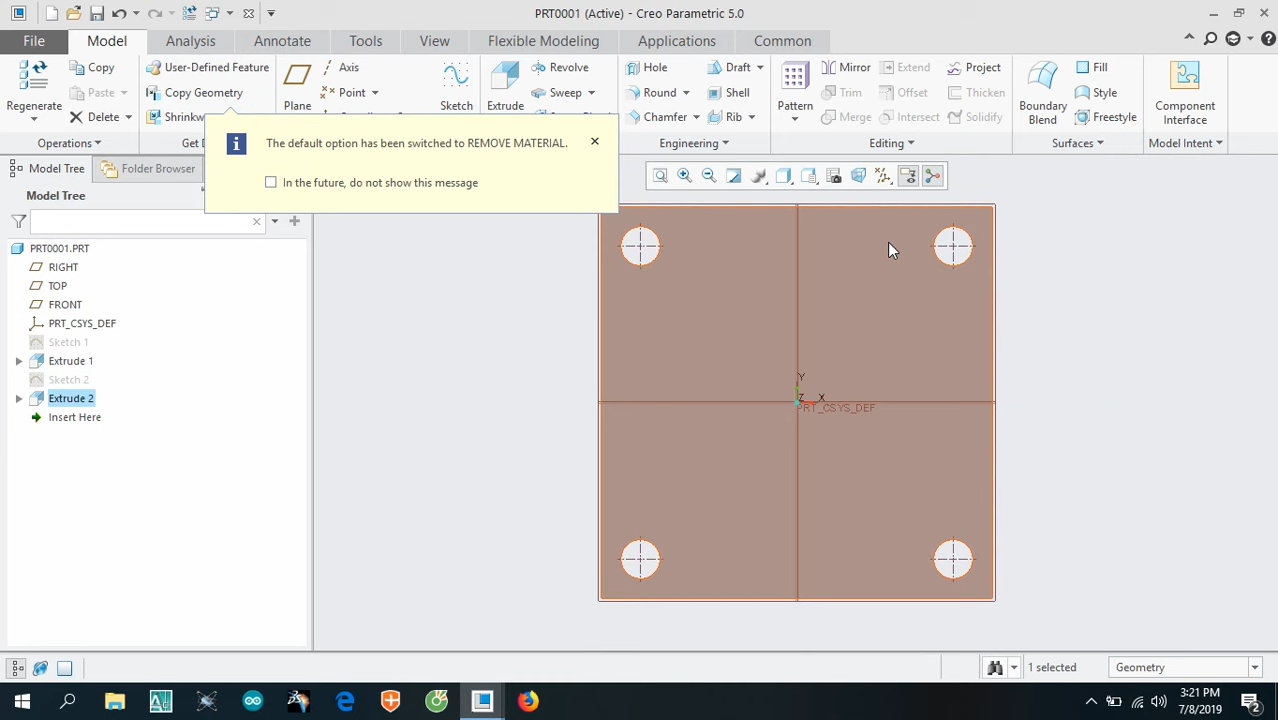 PRT0001 (Active) - Creo Parametric 5.0
File Model Analysis Annotate Tools View Flexible Modeling Applications Common
Regenerate
Copy
Paste
Delete
Operations
User-Defined Feature
Copy Geometry
Shrinkw
Get D
Plane
Axis
Point
Sketch
Extrude
Revolve
Sweep
Hole
Round
Chamfer
Draft
Shell
Rib
Engineering
Pattern
Mirror
Trim
Merge
Extend
Offset
Intersect
Project
Thicken
Solidify
Editing
Boundary
Blend
Fill
Style
Freestyle
Surfaces
Component
Interface
Model Intent
The default option has been switched to REMOVE MATERIAL.
In the future, do not show this message
Model Tree Folder Browser
Model Tree
PRT0001.PRT
RIGHT
TOP
FRONT
PRT_CSYS_DEF
Sketch 1
Extrude 1
Sketch 2
Extrude 2
Insert Here
Y
Z X
PRT_CSYS_DEF
1 selected
Geometry
3:21 PM
7/8/2019
2